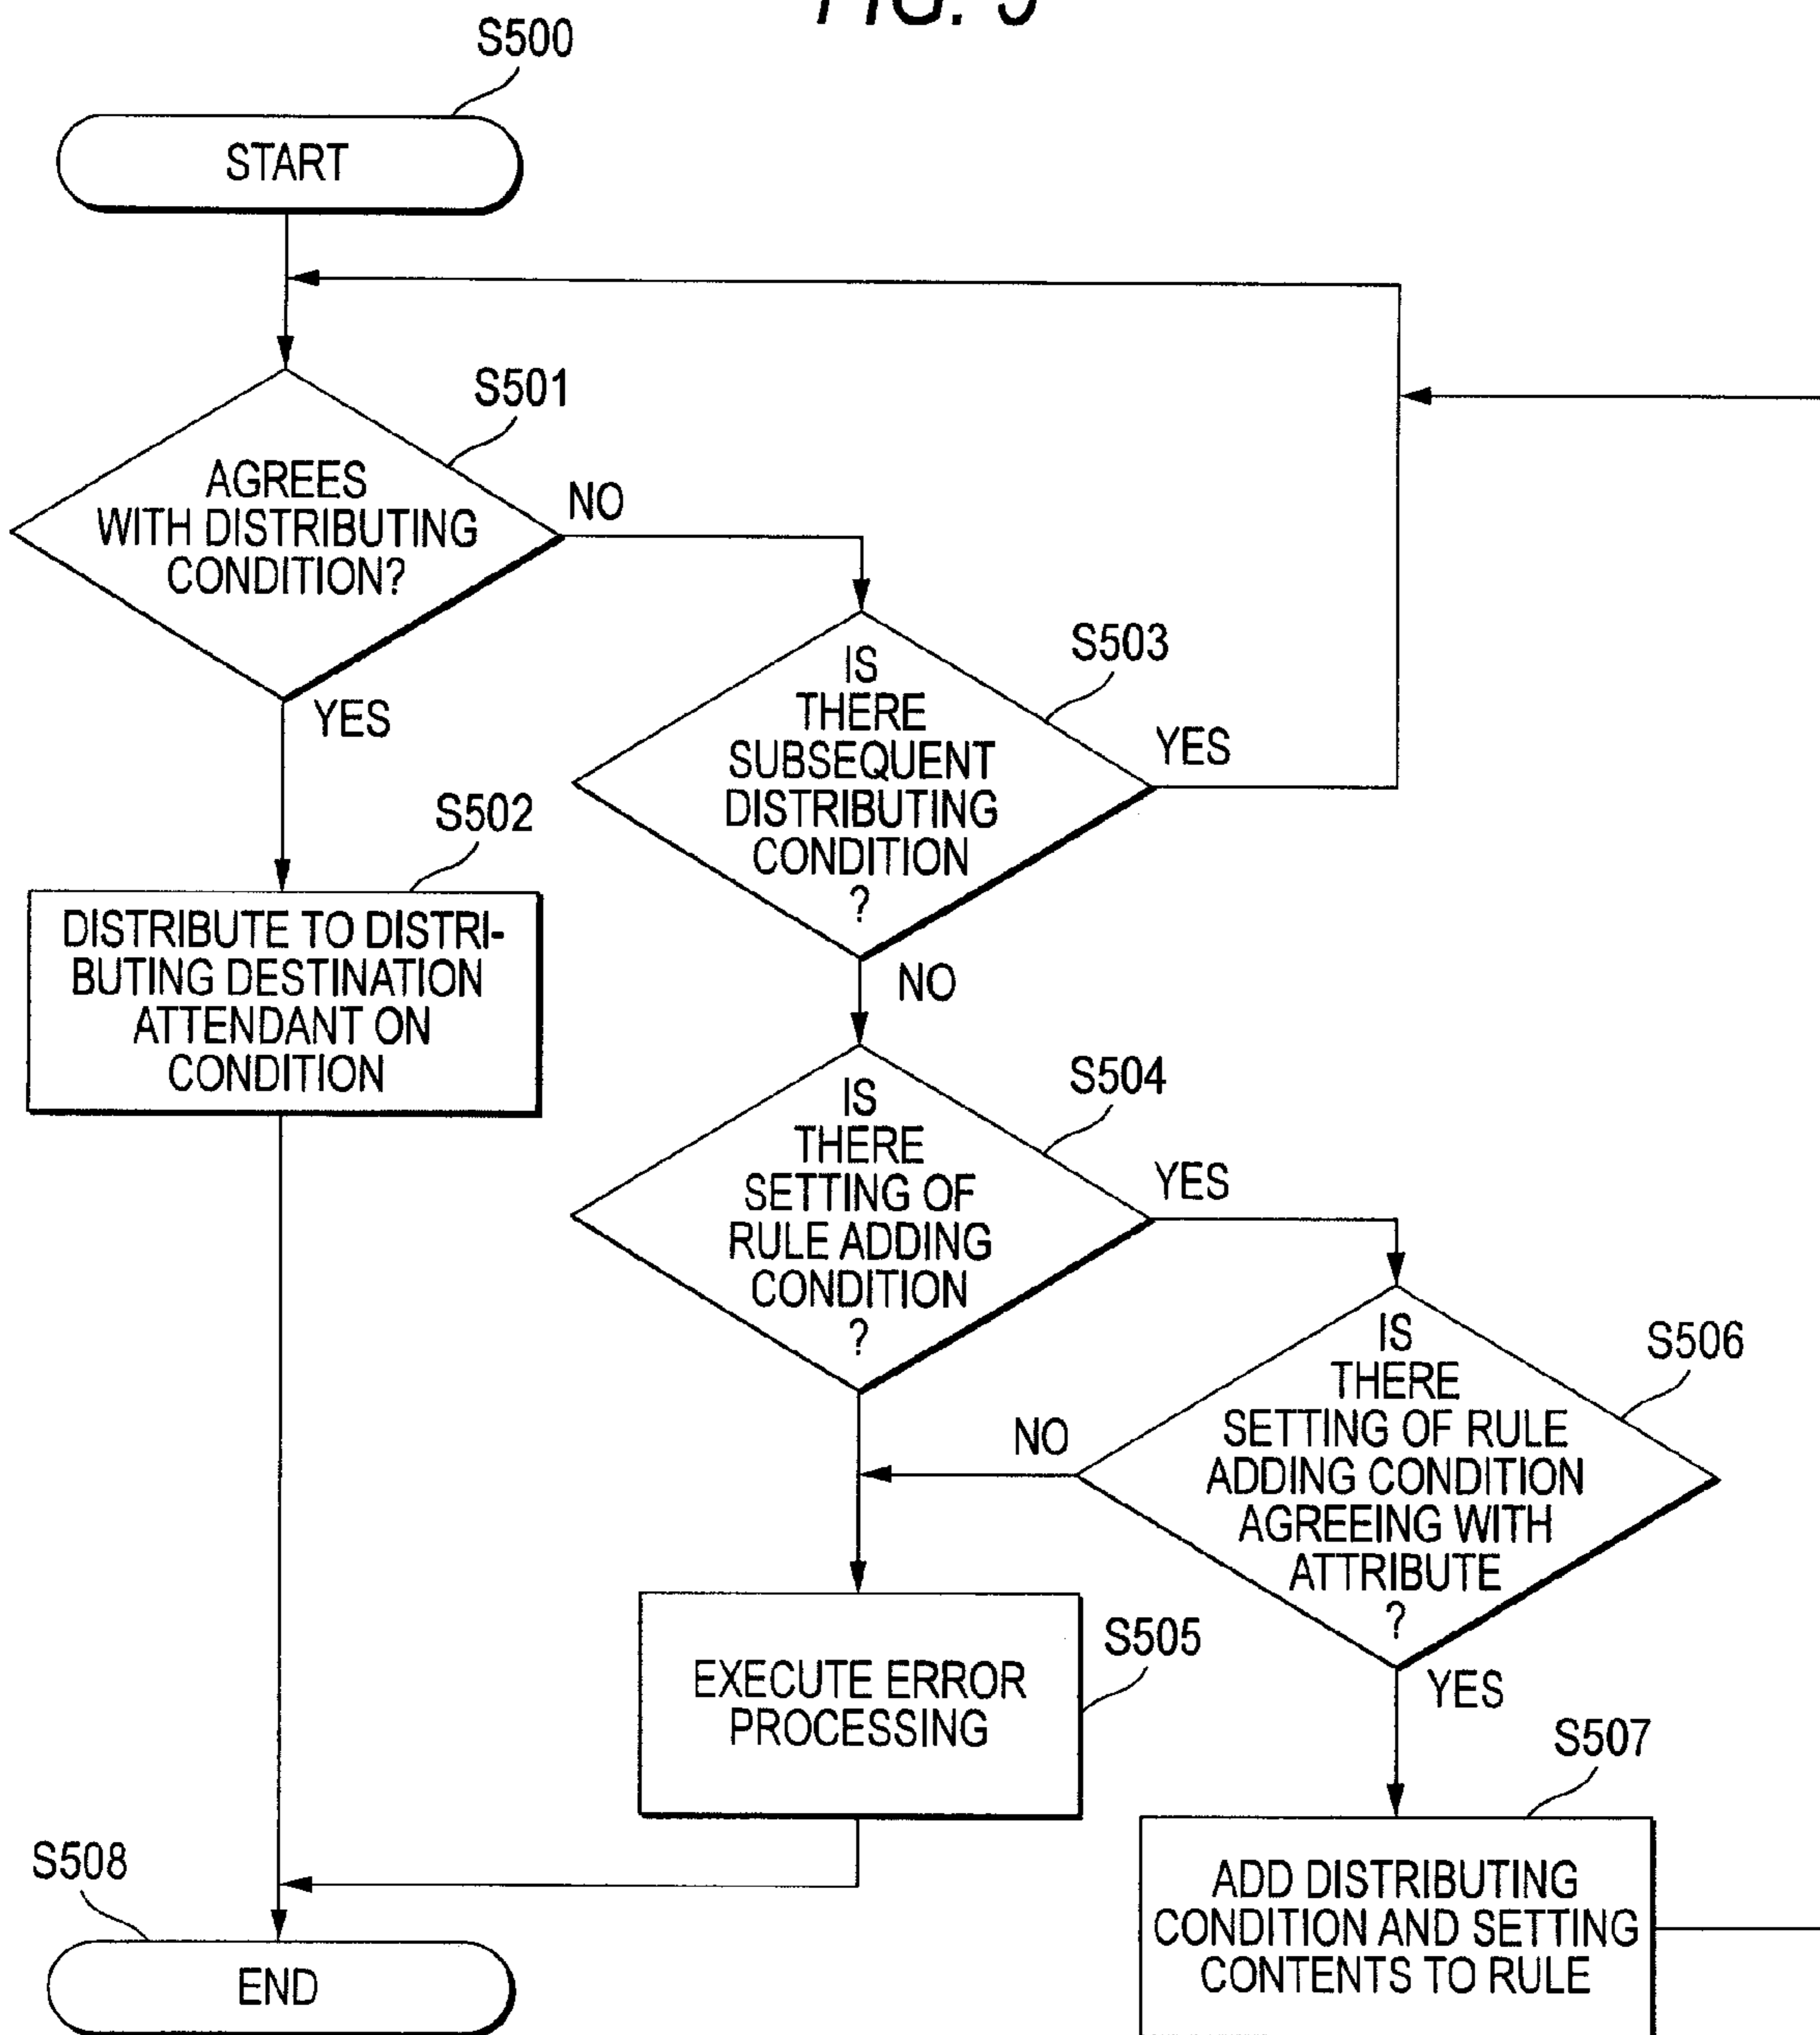 S500
START
S501
AGREES
WITH DISTRIBUTING
CONDITION?
NO
YES
S503
IS
THERE
SUBSEQUENT
DISTRIBUTING
CONDITION
?
YES
NO
S502
DISTRIBUTE TO DISTRI-
BUTING DESTINATION
ATTENDANT ON
CONDITION
S504
IS
THERE
SETTING OF
RULE ADDING
CONDITION
?
YES
S506
IS
THERE
SETTING OF RULE
ADDING CONDITION
AGREEING WITH
ATTRIBUTE
?
NO
YES
S505
EXECUTE ERROR
PROCESSING
S507
ADD DISTRIBUTING
CONDITION AND SETTING
CONTENTS TO RULE
S508
END